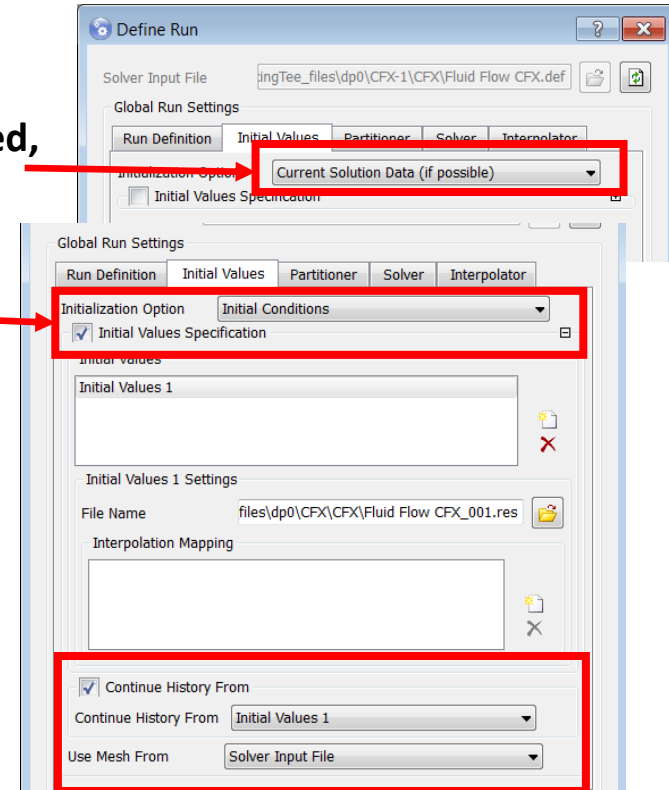 Define Run
Solver Input File
ingTee_files\dp0\CFX-1\CFX\Fluid Flow CFX.def
Global Run Settings
ed,
Run Definition Initial Values Partitioner Solver Interpolator
Initialization Option Current Solution Data (if possible)
Initial Values Specification
Global Run Settings
Run Definition Initial Values Partitioner Solver Interpolator
Initialization Option Initial Conditions
Initial Values Specification
Initial Values
Initial Values 1
Initial Values 1 Settings
File Name files\dp0\CFX\CFX\Fluid Flow CFX_001.res
Interpolation Mapping
Continue History From
Continue History From Initial Values 1
Use Mesh From Solver Input File